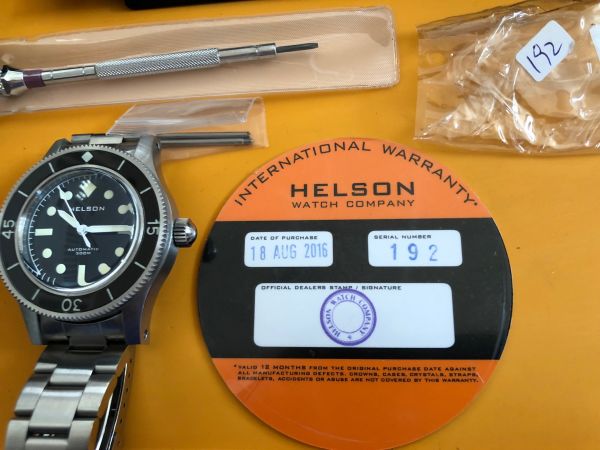 192
HELSON
AUTOMATIC
300M
45
15
30
INTERNATIONAL WARRANTY*
HELSON
WATCH COMPANY
DATE OF PURCHASE
18 AUG 2016
SERIAL NUMBER
192
OFFICIAL DEALERS STAMP / SIGNATURE
HELSON WATCH COMPANY
*VALID 12 MONTHS FROM THE ORIGINAL PURCHASE DATE AGAINST
ALL MANUFACTURING DEFECTS. CROWNS, CASES, CRYSTALS, STRAPS,
BRACELETS, ACCIDENTS OR ABUSE ARE NOT COVERED BY THIS WARRANTY.